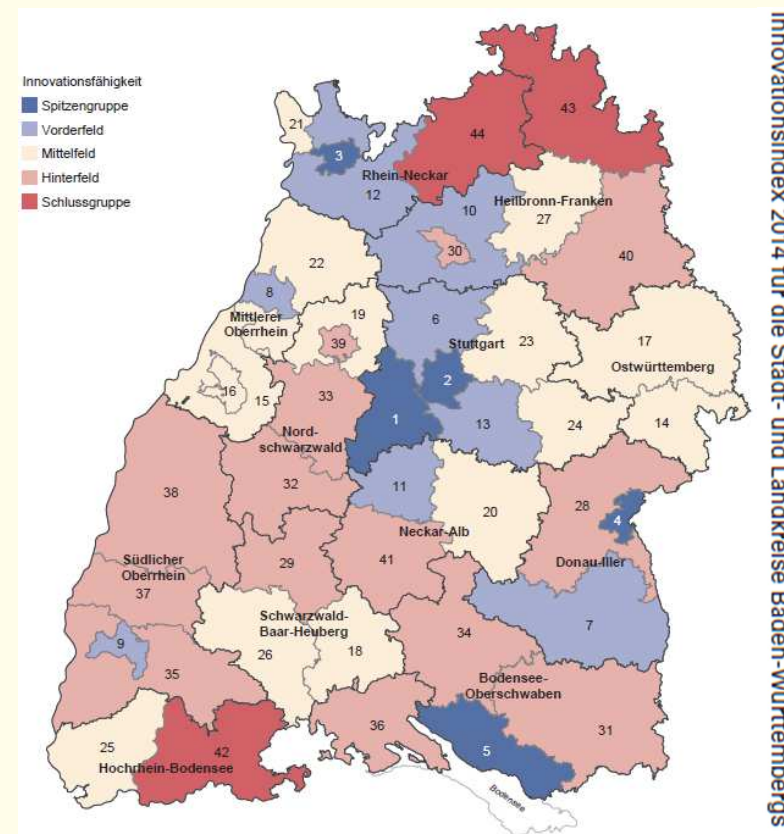 Innovationsindex 2014 für die Stadt- und Landkreise Baden-Württembergs
Innovationsfähigkeit
Spitzengruppe
Vorderfeld
Mittelfeld
Hinterfeld
Schlussgruppe
43
21
44
3
Rhein-Neckar
12
10
Heilbronn-Franken
27
30
40
22
8
19
6
Mittlerer
Oberrhein
39
Stuttgart
23
17
Ostwürttemberg
2
16
15
33
1
13
24
14
Nord-
schwarzwald
38
32
11
20
28
4
Neckar-Alb
Südlicher
Oberrhein
29
41
Donau-Iller
37
Schwarzwald-
Baar-Heuberg
7
9
26
18
34
35
Bodensee-
Oberschwaben
36
31
25
42
5
Hochrhein-Bodensee
Bodensee